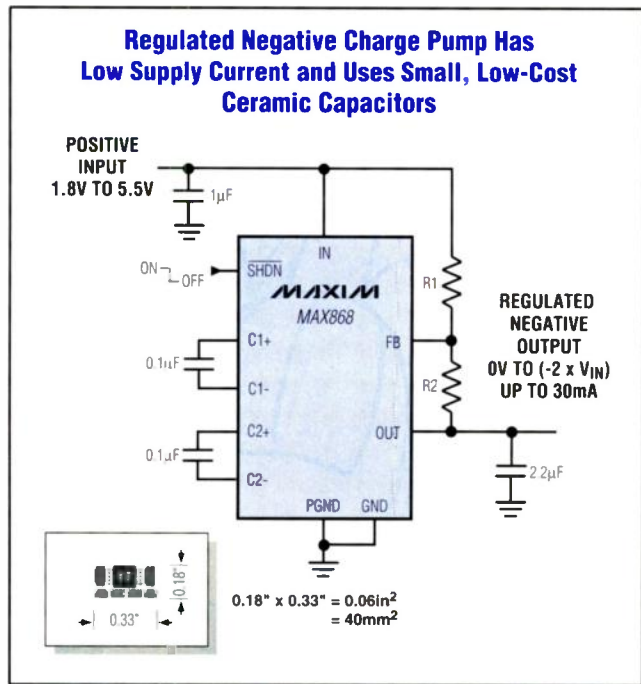 Regulated Negative Charge Pump Has
Low Supply Current and Uses Small, Low-Cost
Ceramic Capacitors
POSITIVE
INPUT
1.8V TO 5.5V
1µF
IN
ON
OFF
SHDN
MAXIM
MAX868
R1
REGULATED
NEGATIVE
OUTPUT
0V TO (-2 x VIN)
UP TO 30mA
C1+
FB
0.1µF
C1-
R2
C2+
OUT
0.1µF
C2-
2.2µF
PGND GND
0.18"
0.33"
0.18" x 0.33" = 0.06in²
= 40mm²